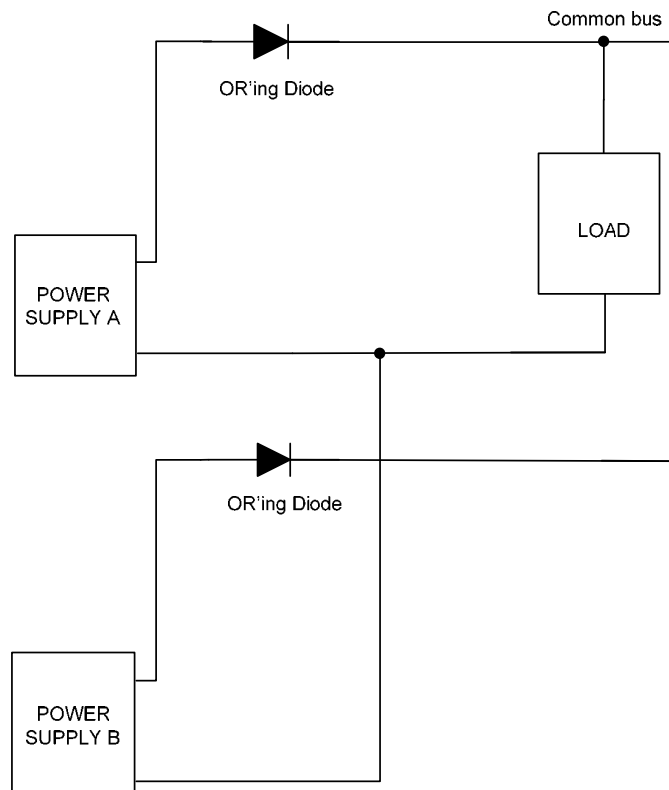 Common bus
OR'ing Diode
LOAD
POWER
SUPPLY A
OR'ing Diode
POWER
SUPPLY B